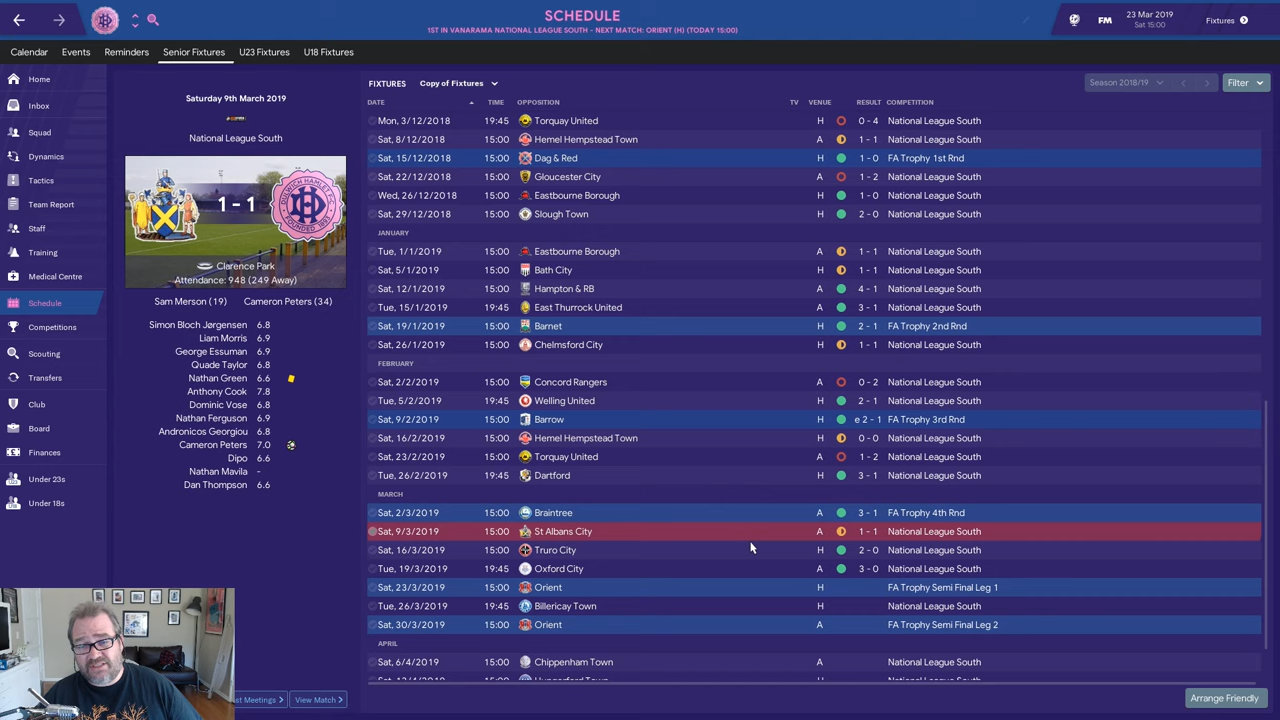 SCHEDULE
1ST IN VANARAMA NATIONAL LEAGUE SOUTH - NEXT MATCH: ORIENT (H) (TODAY 15:00)
FM
23 Mar 2019
Sat 15:00
Fixtures
Calendar Events Reminders Senior Fixtures U23 Fixtures U18 Fixtures
Home
Inbox
Squad
Dynamics
Tactics
Team Report
Staff
Training
Medical Centre
Schedule
Competitions
Scouting
Transfers
Club
Board
Finances
Under 23s
Under 18s
Saturday 9th March 2019
National League South
1 - 1
Clarence Park
Attendance: 948 (249 Away)
Sam Merson (19) Cameron Peters (34)
Simon Bloch Jørgensen 6.8
Liam Morris 6.9
George Essuman 6.9
Quade Taylor 6.8
Nathan Green 6.6
Anthony Cook 7.8
Dominic Vose 6.8
Nathan Ferguson 6.9
Andronicos Georgiou 6.8
Cameron Peters 7.0
Dipo 6.6
Nathan Mavila -
Dan Thompson 6.6
st Meetings View Match
FIXTURES Copy of Fixtures Season 2018/19 Filter
DATE TIME OPPOSITION TV VENUE RESULT COMPETITION
Mon, 3/12/2018 19:45 Torquay United H 0 - 4 National League South
Sat, 8/12/2018 15:00 Hemel Hempstead Town A 1 - 1 National League South
Sat, 15/12/2018 15:00 Dag & Red H 1 - 0 FA Trophy 1st Rnd
Sat, 22/12/2018 15:00 Gloucester City A 1 - 2 National League South
Wed, 26/12/2018 15:00 Eastbourne Borough H 1 - 0 National League South
Sat, 29/12/2018 15:00 Slough Town H 2 - 0 National League South
JANUARY
Tue, 1/1/2019 15:00 Eastbourne Borough A 1 - 1 National League South
Sat, 5/1/2019 15:00 Bath City H 1 - 1 National League South
Sat, 12/1/2019 15:00 Hampton & RB A 4 - 1 National League South
Tue, 15/1/2019 19:45 East Thurrock United A 3 - 1 National League South
Sat, 19/1/2019 15:00 Barnet H 2 - 1 FA Trophy 2nd Rnd
Sat, 26/1/2019 15:00 Chelmsford City H 1 - 1 National League South
FEBRUARY
Sat, 2/2/2019 15:00 Concord Rangers A 0 - 2 National League South
Tue, 5/2/2019 19:45 Welling United H 2 - 1 National League South
Sat, 9/2/2019 15:00 Barrow H e 2 - 1 FA Trophy 3rd Rnd
Sat, 16/2/2019 15:00 Hemel Hempstead Town H 0 - 0 National League South
Sat, 23/2/2019 15:00 Torquay United A 1 - 2 National League South
Tue, 26/2/2019 19:45 Dartford H 3 - 1 National League South
MARCH
Sat, 2/3/2019 15:00 Braintree A 3 - 1 FA Trophy 4th Rnd
Sat, 9/3/2019 15:00 St Albans City A 1 - 1 National League South
Sat, 16/3/2019 15:00 Truro City H 2 - 0 National League South
Tue, 19/3/2019 19:45 Oxford City A 3 - 0 National League South
Sat, 23/3/2019 15:00 Orient H FA Trophy Semi Final Leg 1
Tue, 26/3/2019 19:45 Billericay Town H National League South
Sat, 30/3/2019 15:00 Orient A FA Trophy Semi Final Leg 2
APRIL
Sat, 6/4/2019 15:00 Chippenham Town A National League South
Arrange Friendly